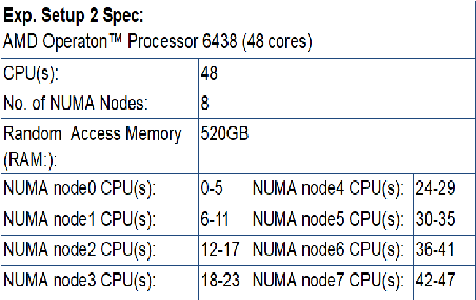 Exp. Setup 2 Spec:
AMD Operaton™ Processor 6438 (48 cores)
CPU(s): 48
No. of NUMA Nodes: 8
Random Access Memory 520GB
(RAM:):
NUMA node0 CPU(s): 0-5 NUMA node4 CPU(s): 24-29
NUMA node1 CPU(s): 6-11 NUMA node5 CPU(s): 30-35
NUMA node2 CPU(s): 12-17 NUMA node6 CPU(s): 36-41
NUMA node3 CPU(s): 18-23 NUMA node7 CPU(s): 42-47